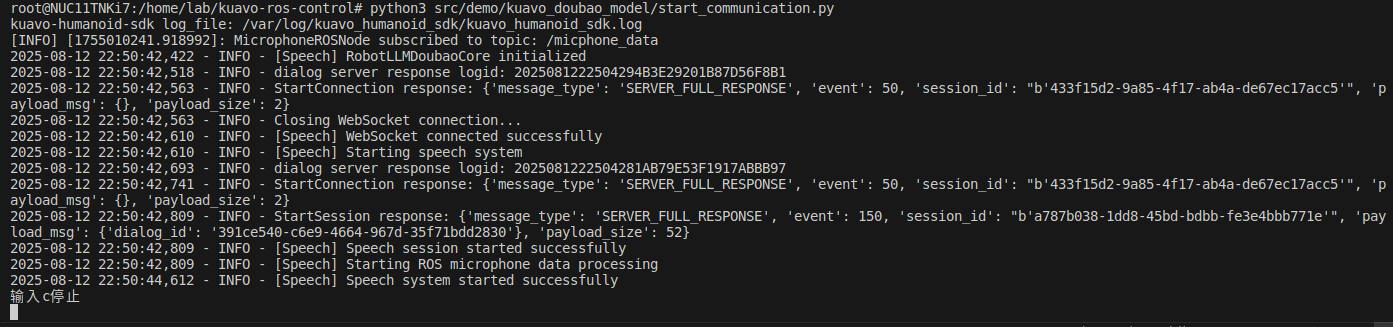 root@NUC11TNKi7:/home/lab/kuavo-ros-control# python3 src/demo/kuavo_doubao_model/start_communication.py
kuavo-humanoid-sdk log_file: /var/log/kuavo_humanoid_sdk/kuavo_humanoid_sdk.log
[INFO] [1755010241.918992]: MicrophoneROSNode subscribed to topic: /micphone_data
2025-08-12 22:50:42,422 - INFO - [Speech] RobotLLMDoubaoCore initialized
2025-08-12 22:50:42,518 - INFO - dialog server response logid: 2025081222504294B3E29201B87D56F8B1
2025-08-12 22:50:42,563 - INFO - StartConnection response: {'message_type': 'SERVER_FULL_RESPONSE', 'event': 50, 'session_id': "b'433f15d2-9a85-4f17-ab4a-de67ec17acc5'", 'p
ayload_msg': {}, 'payload_size': 2}
2025-08-12 22:50:42,563 - INFO - Closing WebSocket connection...
2025-08-12 22:50:42,610 - INFO - [Speech] WebSocket connected successfully
2025-08-12 22:50:42,610 - INFO - [Speech] Starting speech system
2025-08-12 22:50:42,693 - INFO - dialog server response logid: 2025081222504281AB79E53F1917ABBB97
2025-08-12 22:50:42,741 - INFO - StartConnection response: {'message_type': 'SERVER_FULL_RESPONSE', 'event': 50, 'session_id': "b'433f15d2-9a85-4f17-ab4a-de67ec17acc5'", 'p
ayload_msg': {}, 'payload_size': 2}
2025-08-12 22:50:42,809 - INFO - StartSession response: {'message_type': 'SERVER_FULL_RESPONSE', 'event': 150, 'session_id': "b'a787b038-1dd8-45bd-bdbb-fe3e4bbb771e'", 'pay
load_msg': {'dialog_id': '391ce540-c6e9-4664-967d-35f71bdd2830'}, 'payload_size': 52}
2025-08-12 22:50:42,809 - INFO - [Speech] Speech session started successfully
2025-08-12 22:50:42,809 - INFO - [Speech] Starting ROS microphone data processing
2025-08-12 22:50:44,612 - INFO - [Speech] Speech system started successfully
输入c停止